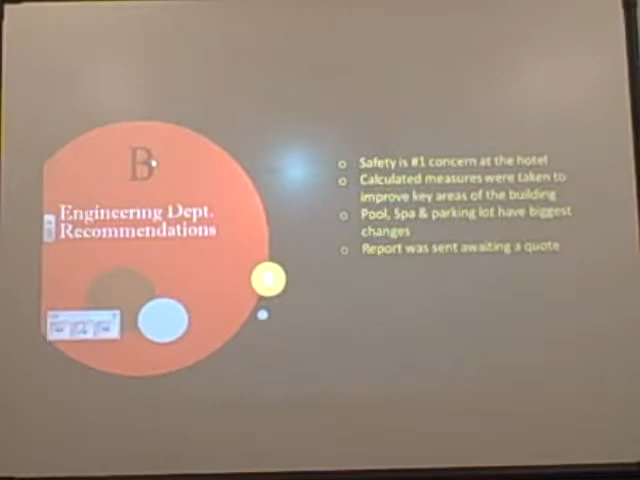 B
Engineering Dept.
Recommendations
o Safety is #1 concern at the hotel
o Calculated measures were taken to
improve key areas of the building
o Pool, Spa & parking lot have biggest
changes
o Report was sent awaiting a quote